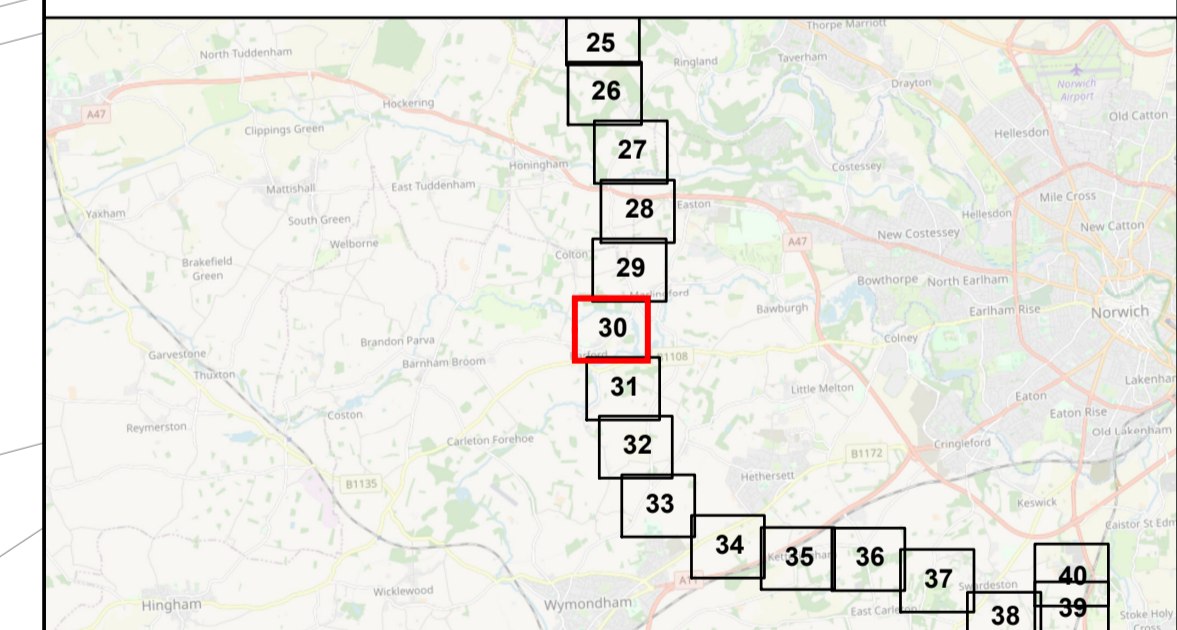 Thorpe Marriott
25
North Tuddenham
Ringland
Taverham
26
Drayton
Norwich
Airport
A47
Hockering
Old Catton
Clippings Green
Hellesdon
27
Honingham
Costessey
Mattishall
East Tuddenham
Mile Cross
28
Easton
Yaxham
South Green
Hellesdon
New Catton
Welborne
New Costessey
A47
Colton
Brakefield
Green
29
Bowthorpe
North Earlham
Bawburgh
Earlham Rise
Norwich
30
Brandon Parva
Colney
Garvestone
Barnham Broom
B1108
Thuxton
31
Little Melton
Lakenham
Eaton
Coston
Eaton Rise
Reymerston
Carleton Forehoe
32
Old Lakenham
Cringleford
B1172
Hethersett
B1135
33
Keswick
Caistor St Edm
34
35
36
37
40
Swardeston
Hingham
Wicklewood
Wymondham
East Carleton
38
39
Stoke Holy
Cross